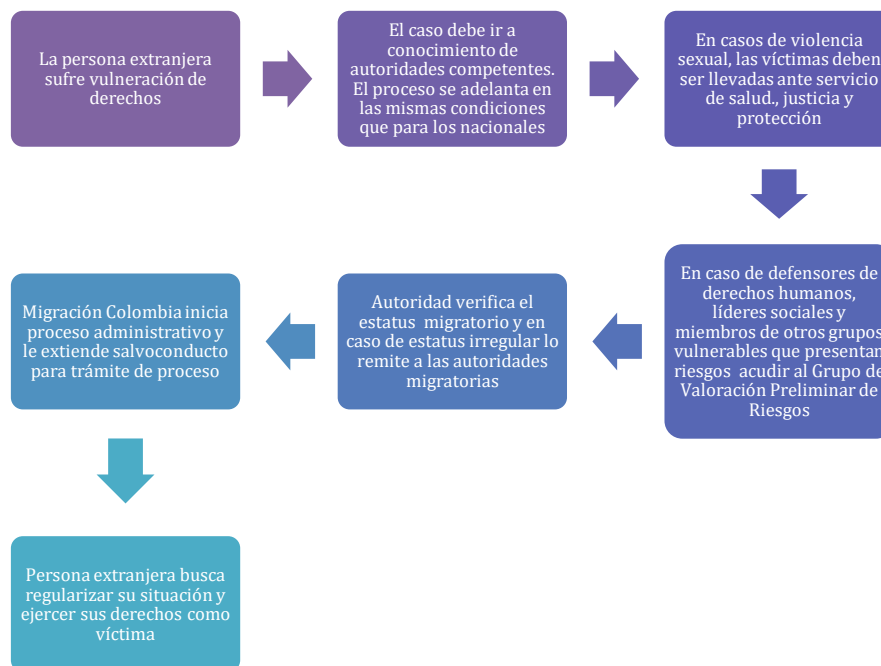 La persona extranjera
sufre vulneración de
derechos
El caso debe ir a
conocimiento de
autoridades competentes.
El proceso se adelanta en
las mismas condiciones
que para los nacionales
En casos de violencia
sexual, las víctimas deben
ser llevadas ante servicio
de salud., justicia y
protección
En caso de defensores de
derechos humanos,
líderes sociales y
miembros de otros grupos
vulnerables que presentan
riesgos acudir al Grupo de
Valoración Preliminar de
Riesgos
Autoridad verifica el
estatus migratorio y en
caso de estatus irregular lo
remite a las autoridades
migratorias
Migración Colombia inicia
proceso administrativo y
le extiende salvoconducto
para trámite de proceso
Persona extranjera busca
regularizar su situación y
ejercer sus derechos como
víctima